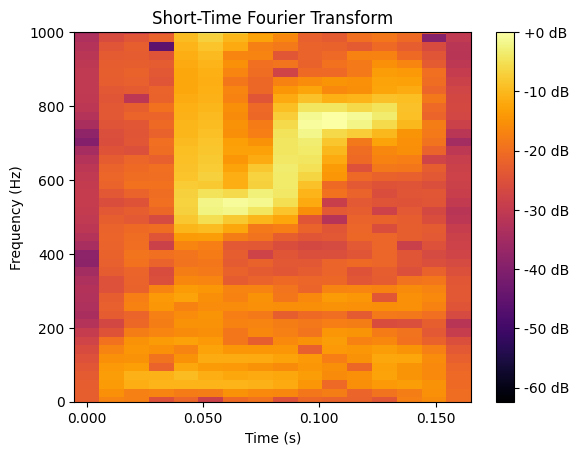 Short-Time Fourier Transform
1000
800
600
400
200
0
Frequency (Hz)
0.000
0.050
0.100
0.150
Time (s)
+0 dB
-10 dB
-20 dB
-30 dB
-40 dB
-50 dB
-60 dB